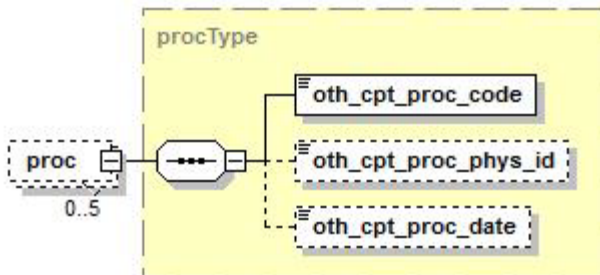 procType
oth_cpt_proc_code
proc
oth_cpt_proc_phys_id
0..5
oth_cpt_proc_date